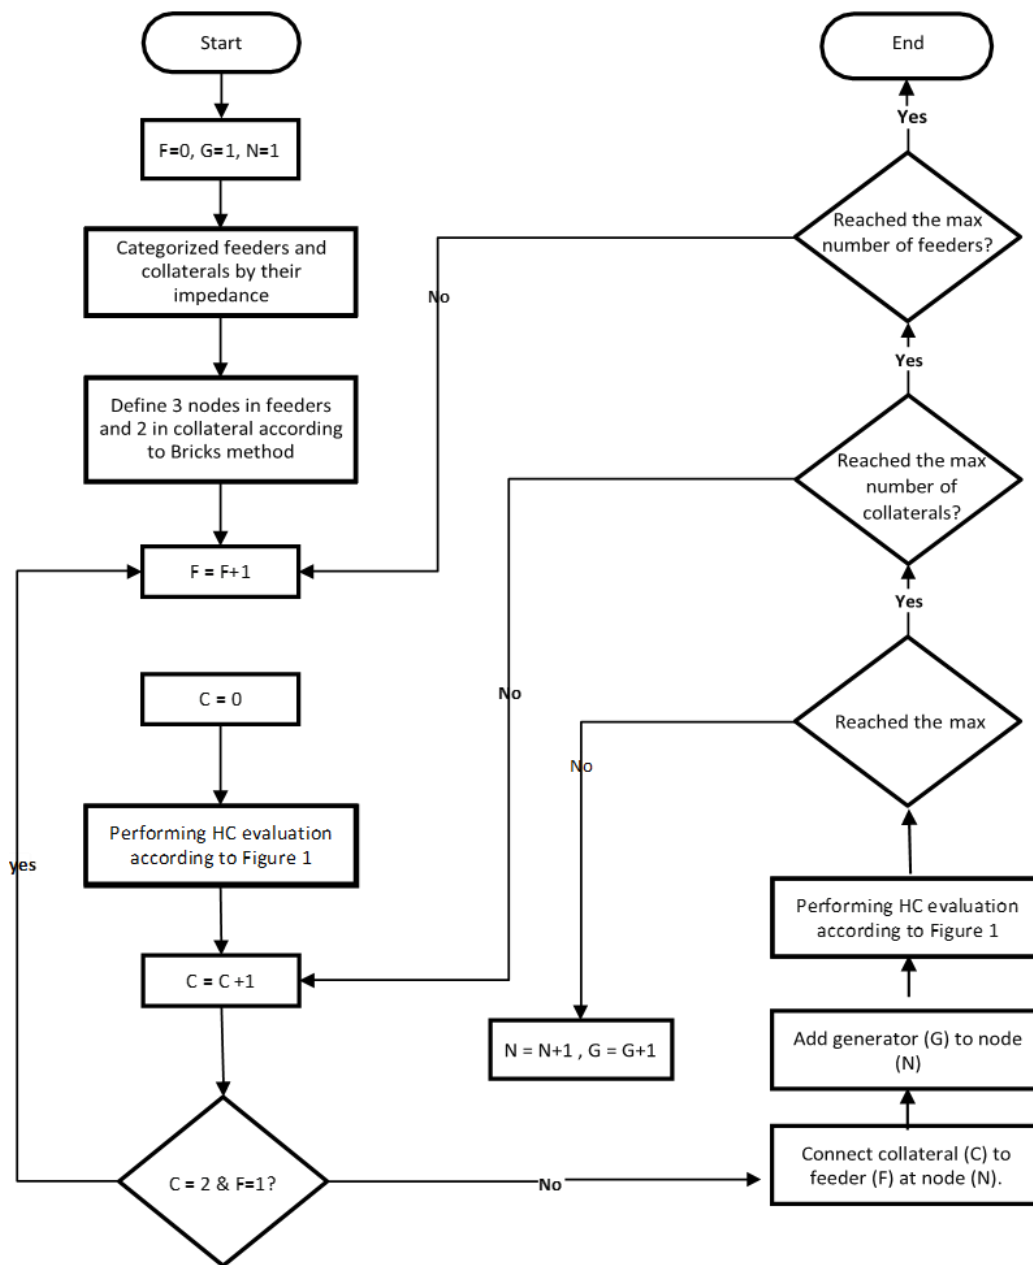 Start
F=0, G=1, N=1
Categorized feeders and
collaterals by their
impedance
Define 3 nodes in feeders
and 2 in collateral according
to Bricks method
F = F+1
C = 0
Performing HC evaluation
according to Figure 1
C = C +1
C = 2 & F=1?
yes
No
Connect collateral (C) to
feeder (F) at node (N).
Add generator (G) to node
(N)
Performing HC evaluation
according to Figure 1
Reached the max
No
N = N+1 , G = G+1
Yes
Reached the max
number of
collaterals?
No
Yes
Reached the max
number of feeders?
No
Yes
End